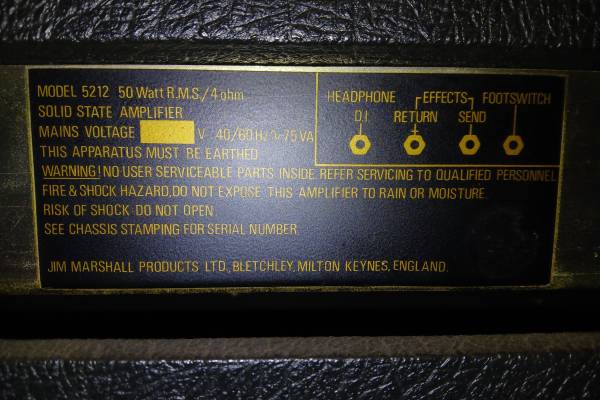 MODEL 5212 50 Watt R.M.S./4 ohm
SOLID STATE AMPLIFIER
MAINS VOLTAGE V 40/60 Hz ~ 75 VA
THIS APPARATUS MUST BE EARTHED
HEADPHONE EFFECTS FOOTSWITCH
D.I. RETURN SEND
WARNING! NO USER SERVICEABLE PARTS INSIDE. REFER SERVICING TO QUALIFIED PERSONNEL
FIRE & SHOCK HAZARD, DO NOT EXPOSE THIS AMPLIFIER TO RAIN OR MOISTURE.
RISK OF SHOCK DO NOT OPEN
SEE CHASSIS STAMPING FOR SERIAL NUMBER.
JIM MARSHALL PRODUCTS LTD., BLETCHLEY, MILTON KEYNES, ENGLAND.